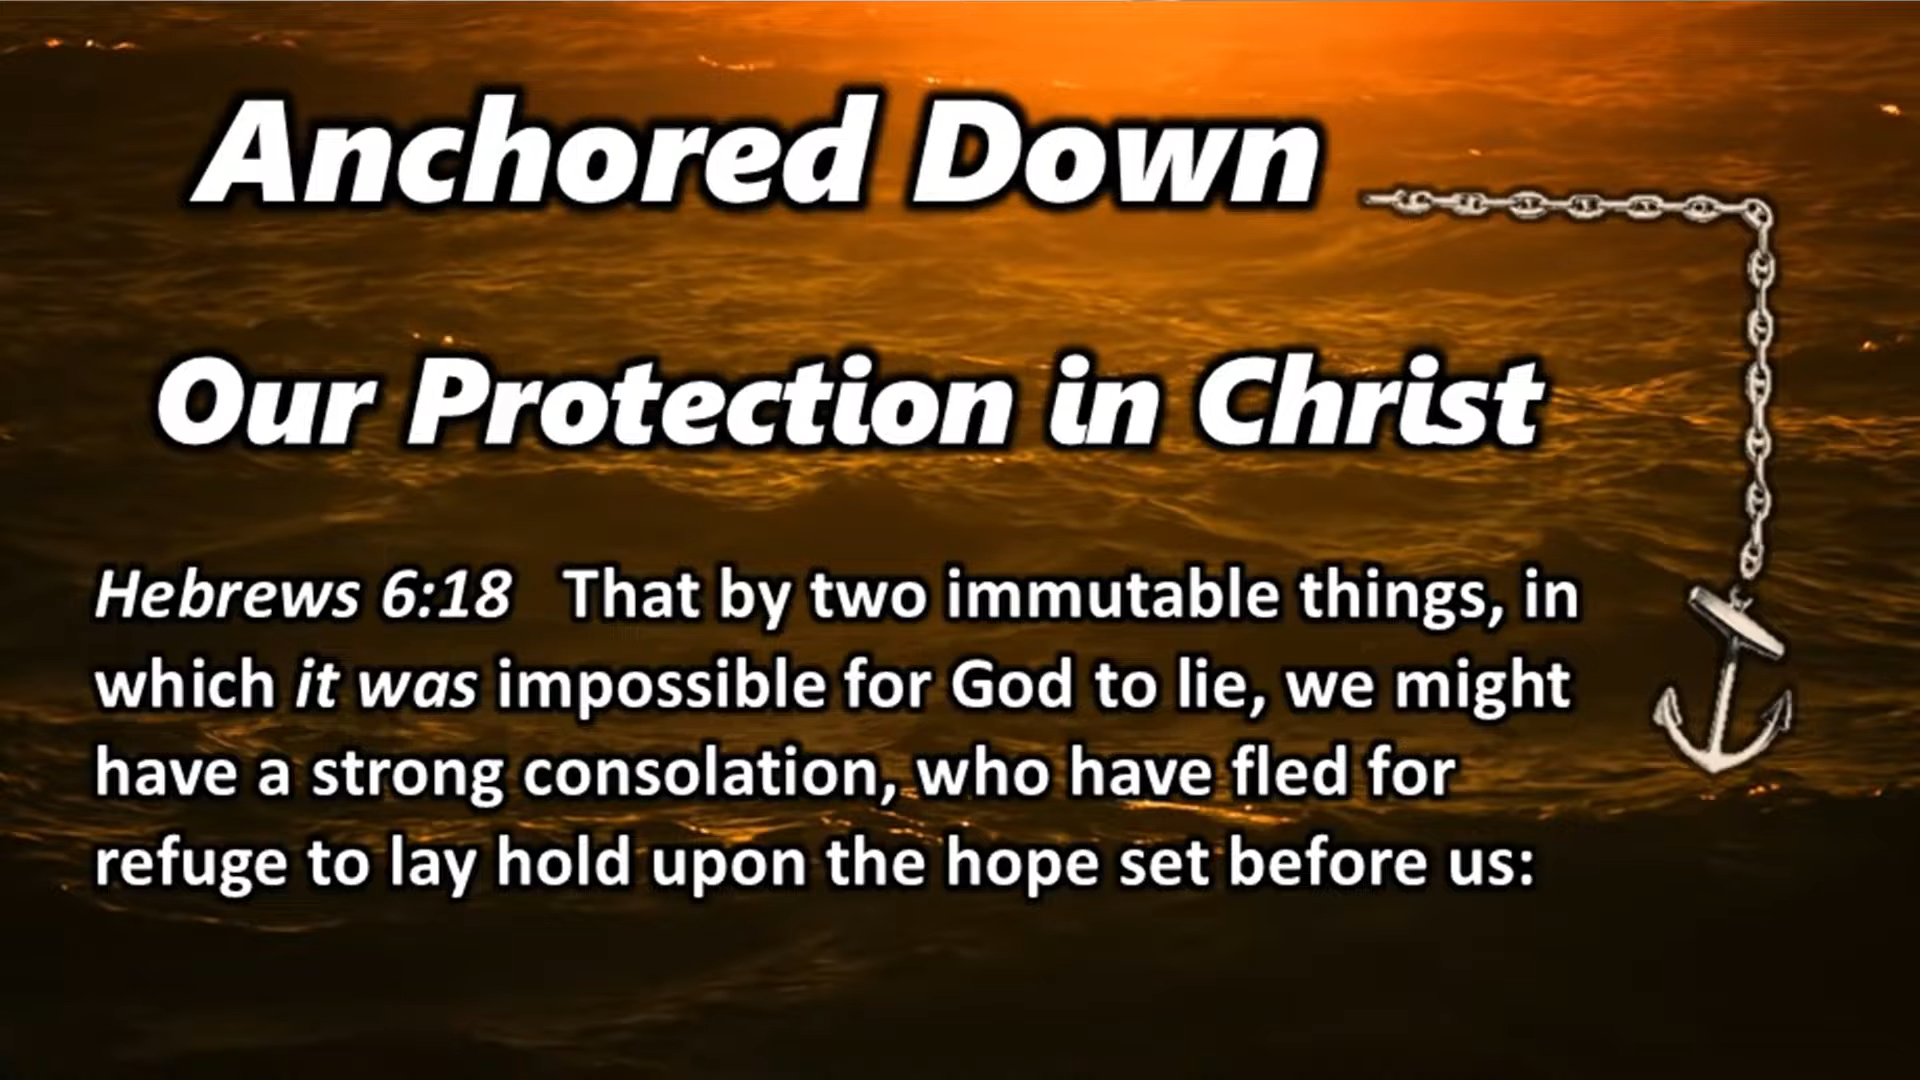 Anchored Down
Our Protection in Christ
Hebrews 6:18 That by two immutable things, in
which it was impossible for God to lie, we might
have a strong consolation, who have fled for
refuge to lay hold upon the hope set before us: